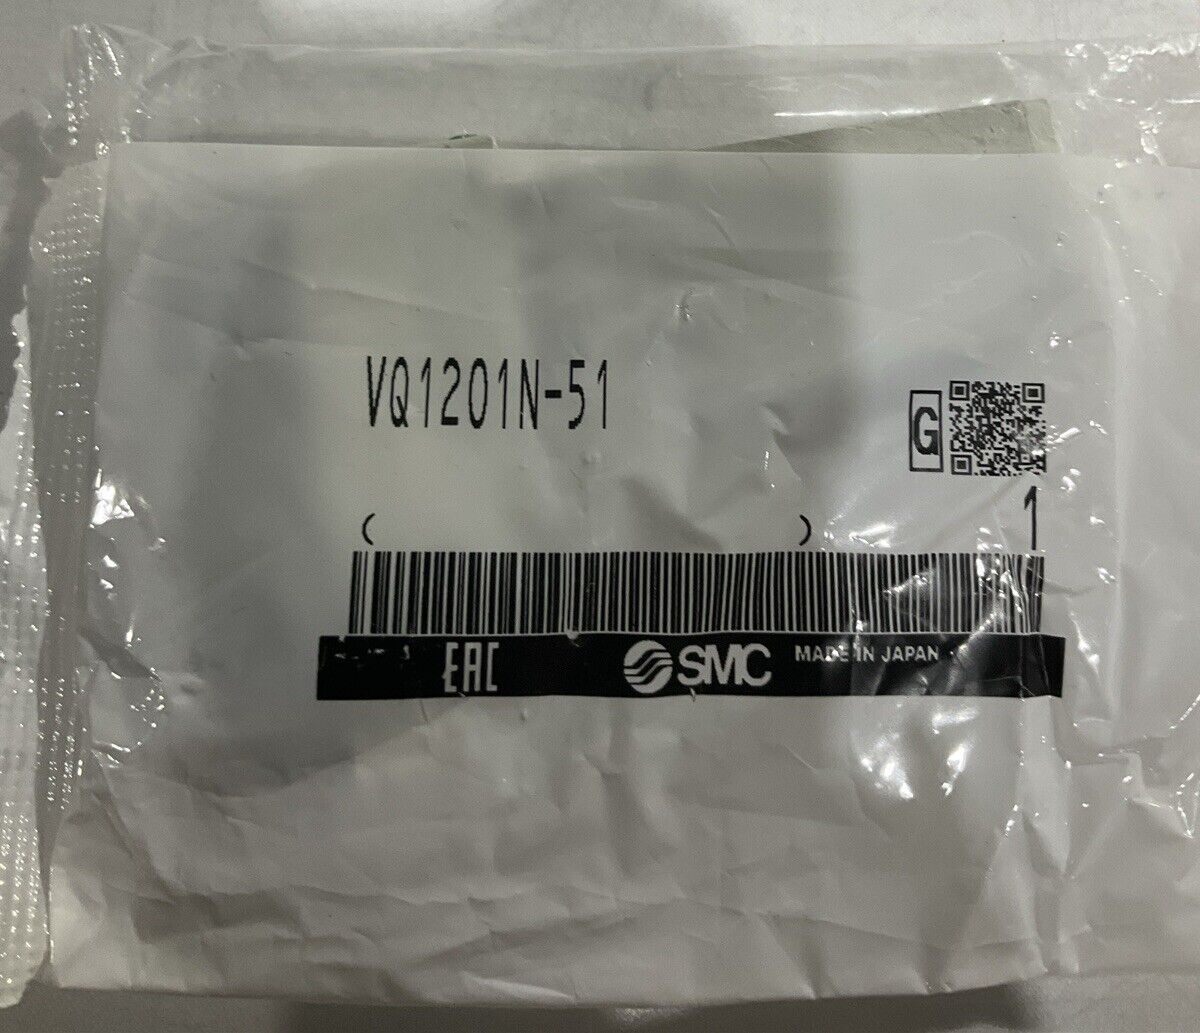 VQ1201N-51
G
( ) 1
EAC SMC MADE IN JAPAN